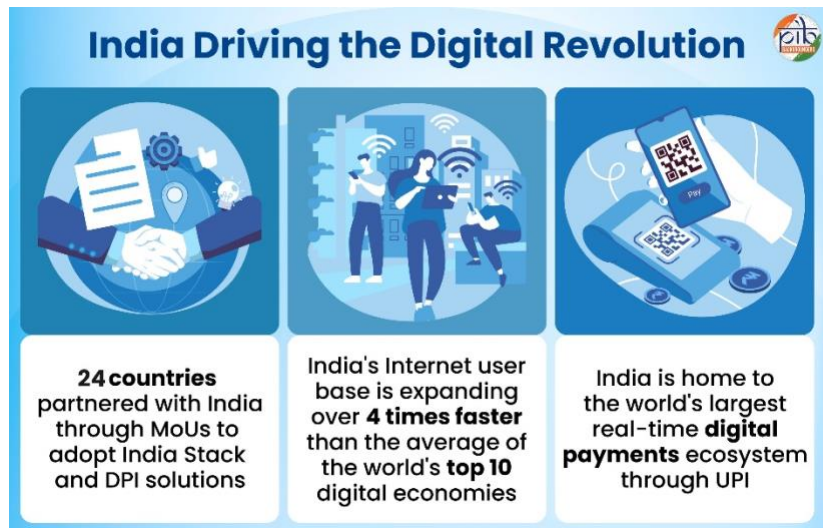 India Driving the Digital Revolution
pib
BACKGROUNDERS
24 countries
partnered with India
through MoUs to
adopt India Stack
and DPI solutions
India's Internet user
base is expanding
over 4 times faster
than the average of
the world's top 10
digital economies
Pay
India is home to
the world's largest
real-time digital
payments ecosystem
through UPI